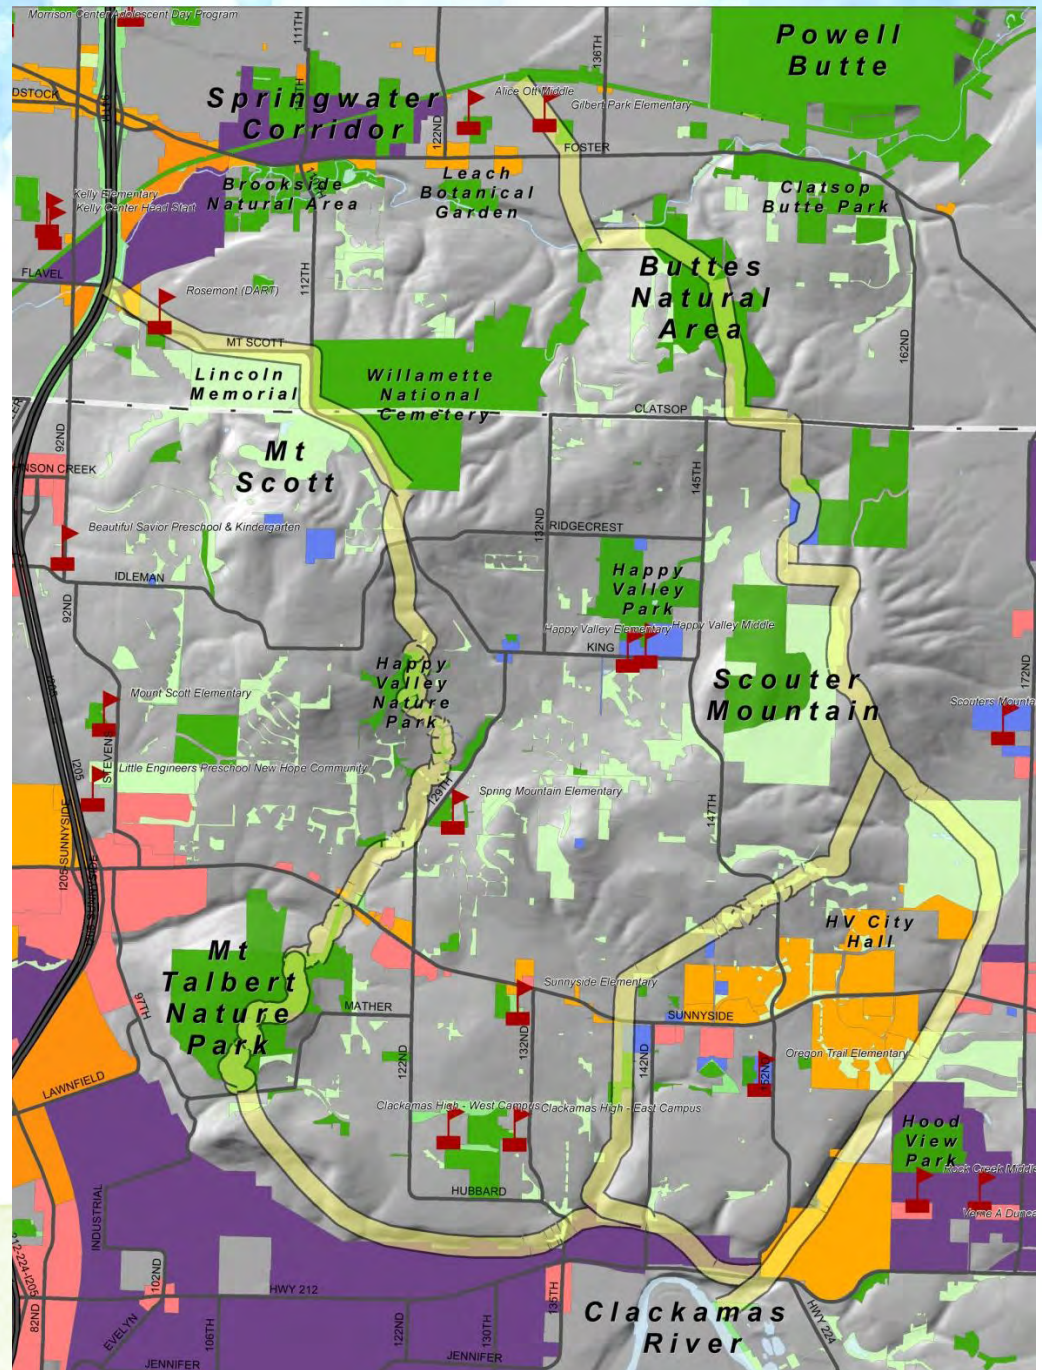 Morrison Center Adolescent Day Program
111TH
136TH
Powell
Butte
Springwater
Corridor
Alice Ott Middle
Gilbert Park Elementary
122ND
FOSTER
Brookside
Natural Area
Leach
Botanical
Garden
Clatsop
Butte Park
Kelly Elementary
Kelly Center Head Start
FLAVEL
112TH
Rosemont (DART)
Buttes
Natural
Area
162ND
MT SCOTT
Lincoln
Memorial
Willamette
National
Cemetery
CLATSOP
92ND
Mt
Scott
145TH
132ND
RIDGECREST
Beautiful Savior Preschool & Kindergarten
IDLEMAN
92ND
Happy
Valley
Park
Happy Valley Elementary
Happy Valley Middle
KING
Happy
Valley
Nature
Park
Scouter
Mountain
172ND
I205
Mount Scott Elementary
STEVENS
I205
Little Engineers Preschool New Hope Community
129TH
Spring Mountain Elementary
147TH
I205-SUNNYSIDE
HV City
Hall
Mt
Talbert
Nature
Park
Sunnyside Elementary
MATHER
SUNNYSIDE
97TH
122ND
132ND
142ND
152ND
Oregon Trail Elementary
LAWNFIELD
Clackamas High - West Campus
Clackamas High - East Campus
Hood
View
Park
HUBBARD
INDUSTRIAL
212-224-I205
102ND
HWY 212
135TH
82ND
EVELYN
106TH
122ND
130TH
Clackamas
River
HWY 224
JENNIFER
JENNIFER